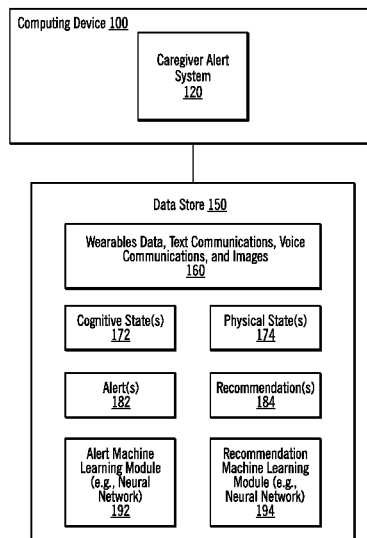 Computing Device 100
Caregiver Alert
System
120
Data Store 150
Wearables Data, Text Communications, Voice
Communications, and Images
160
Cognitive State(s)
172
Physical State(s)
174
Alert(s)
182
Recommendation(s)
184
Alert Machine
Learning Module
(e.g., Neural
Network)
192
Recommendation
Machine Learning
Module (e.g.,
Neural Network)
194